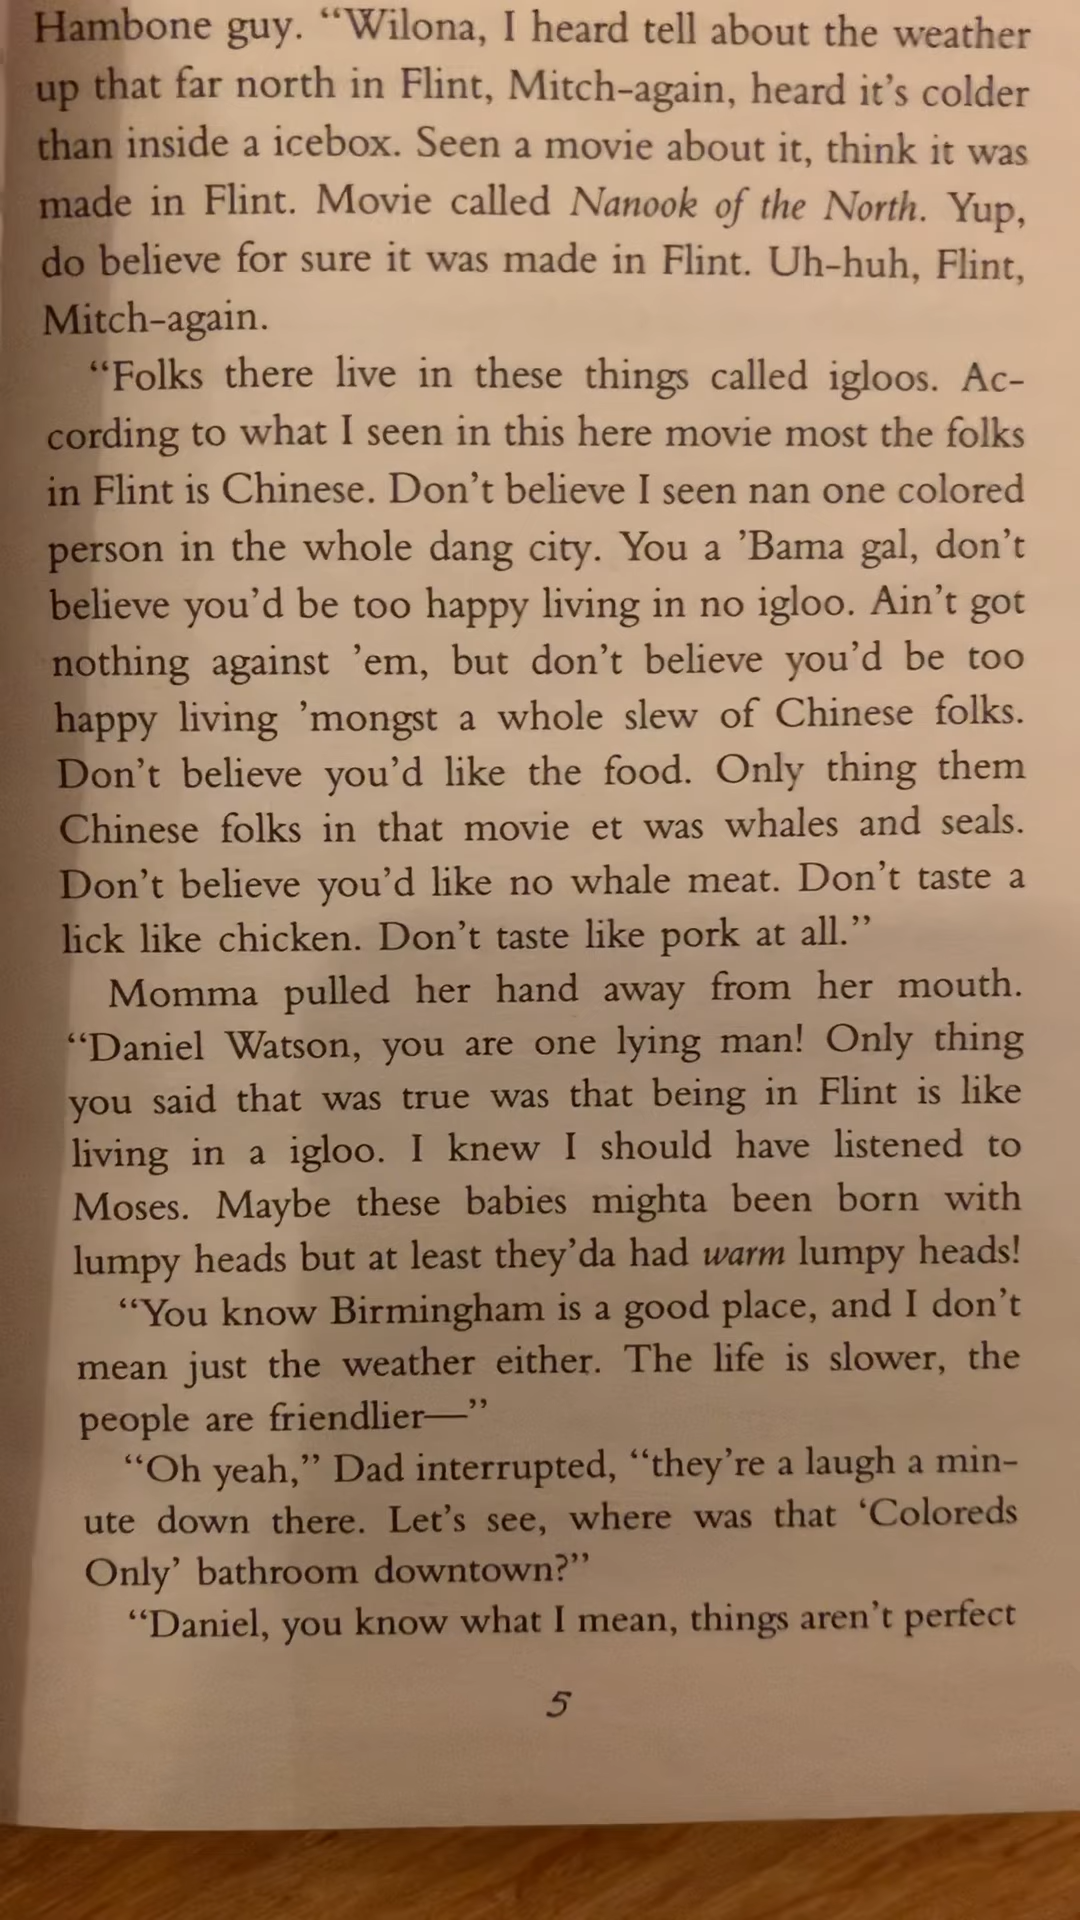 Hambone guy. “Wilona, I heard tell about the weather
up that far north in Flint, Mitch-again, heard it’s colder
than inside a icebox. Seen a movie about it, think it was
made in Flint. Movie called Nanook of the North. Yup,
do believe for sure it was made in Flint. Uh-huh, Flint,
Mitch-again.
“Folks there live in these things called igloos. Ac-
cording to what I seen in this here movie most the folks
in Flint is Chinese. Don’t believe I seen nan one colored
person in the whole dang city. You a ’Bama gal, don’t
believe you’d be too happy living in no igloo. Ain’t got
nothing against ’em, but don’t believe you’d be too
happy living ’mongst a whole slew of Chinese folks.
Don’t believe you’d like the food. Only thing them
Chinese folks in that movie et was whales and seals.
Don’t believe you’d like no whale meat. Don’t taste a
lick like chicken. Don’t taste like pork at all.”
Momma pulled her hand away from her mouth.
“Daniel Watson, you are one lying man! Only thing
you said that was true was that being in Flint is like
living in a igloo. I knew I should have listened to
Moses. Maybe these babies mighta been born with
lumpy heads but at least they’da had warm lumpy heads!
“You know Birmingham is a good place, and I don’t
mean just the weather either. The life is slower, the
people are friendlier—”
“Oh yeah,” Dad interrupted, “they’re a laugh a min-
ute down there. Let’s see, where was that ‘Coloreds
Only’ bathroom downtown?”
“Daniel, you know what I mean, things aren’t perfect
5